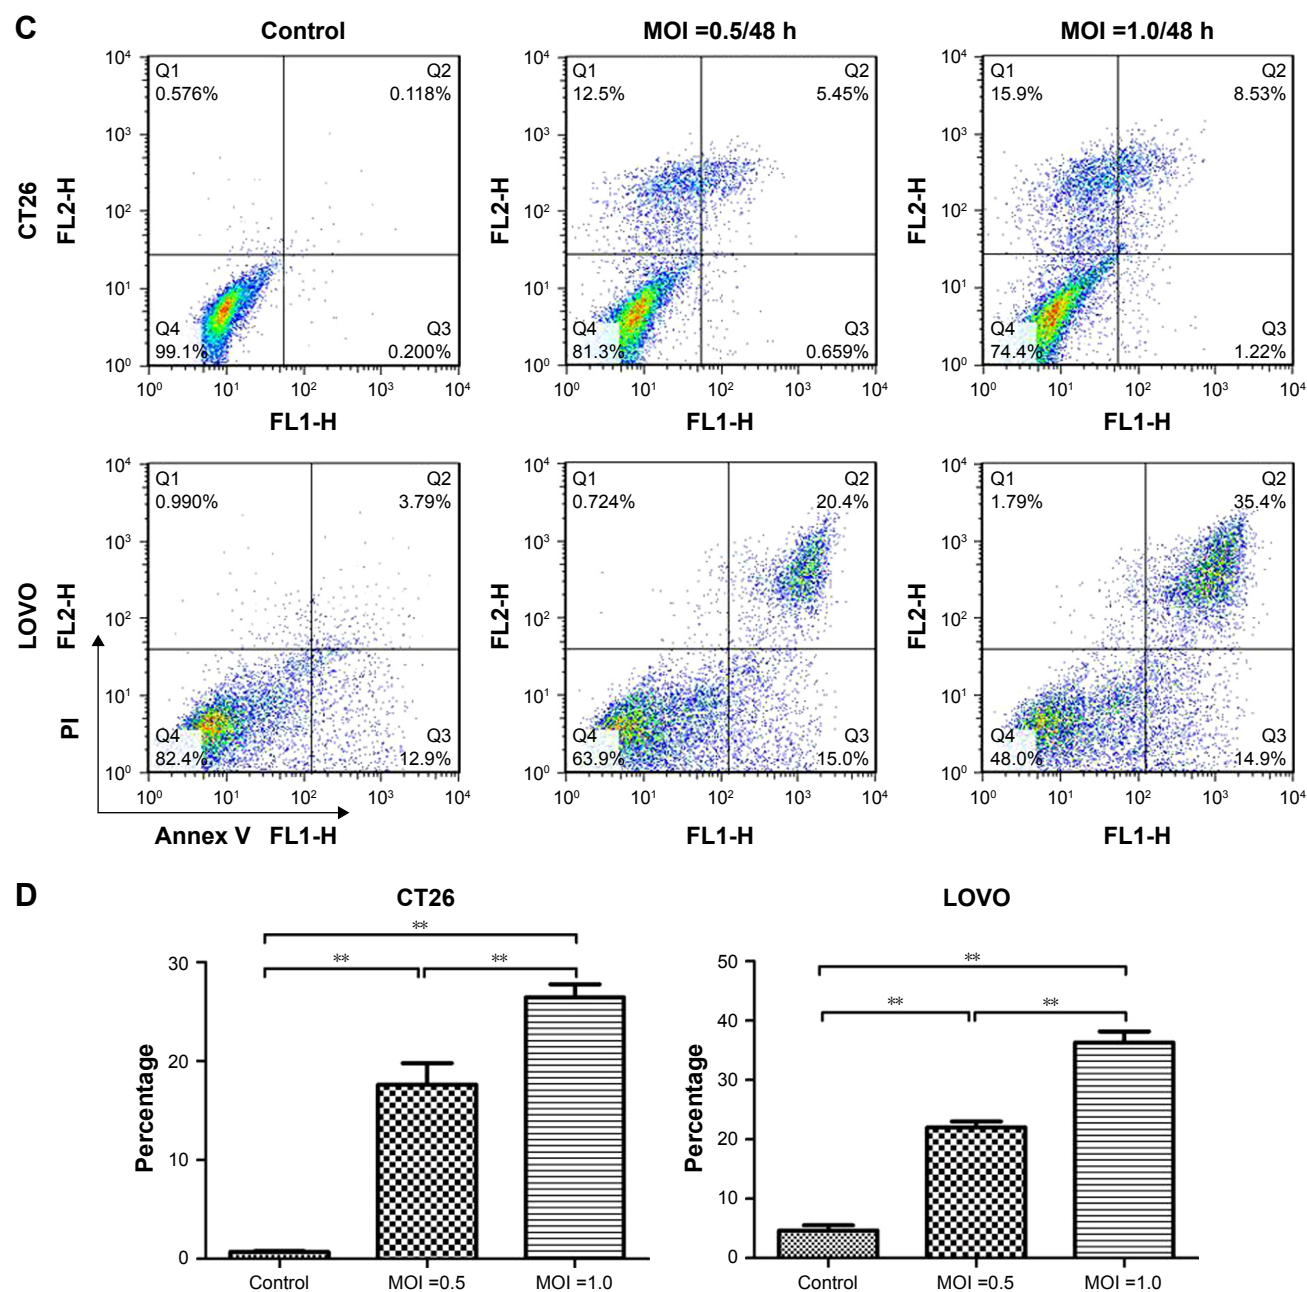 C
Control
MOI =0.5/48 h
MOI =1.0/48 h
CT26
FL2-H
10⁴
10³
10²
10¹
10⁰
Q1
0.576%
Q2
0.118%
Q4
99.1%
Q3
0.200%
10⁰ 10¹ 10² 10³ 10⁴
FL1-H
FL2-H
10⁴
10³
10²
10¹
10⁰
Q1
12.5%
Q2
5.45%
Q4
81.3%
Q3
0.659%
10⁰ 10¹ 10² 10³ 10⁴
FL1-H
FL2-H
10⁴
10³
10²
10¹
10⁰
Q1
15.9%
Q2
8.53%
Q4
74.4%
Q3
1.22%
10⁰ 10¹ 10² 10³ 10⁴
FL1-H
LOVO
FL2-H
PI
10⁴
10³
10²
10¹
10⁰
Q1
0.990%
Q2
3.79%
Q4
82.4%
Q3
12.9%
10⁰ 10¹ 10² 10³ 10⁴
Annex V FL1-H
FL2-H
10⁴
10³
10²
10¹
10⁰
Q1
0.724%
Q2
20.4%
Q4
63.9%
Q3
15.0%
10⁰ 10¹ 10² 10³ 10⁴
FL1-H
FL2-H
10⁴
10³
10²
10¹
10⁰
Q1
1.79%
Q2
35.4%
Q4
48.0%
Q3
14.9%
10⁰ 10¹ 10² 10³ 10⁴
FL1-H
D
CT26
**
** **
Percentage
30
20
10
0
Control MOI =0.5 MOI =1.0
LOVO
**
** **
Percentage
50
40
30
20
10
0
Control MOI =0.5 MOI =1.0